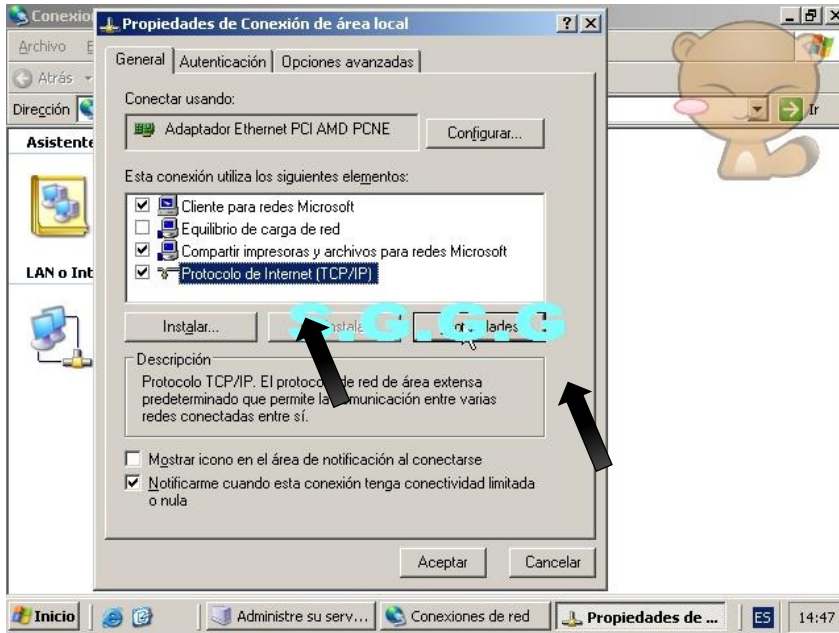 Conexio
Propiedades de Conexión de área local
Archivo E
Atrás
Dirección
Ir
General Autenticación Opciones avanzadas
Conectar usando:
Adaptador Ethernet PCI AMD PCNE
Configurar...
Asistente
Esta conexión utiliza los siguientes elementos:
Cliente para redes Microsoft
Equilibrio de carga de red
Compartir impresoras y archivos para redes Microsoft
Protocolo de Internet (TCP/IP)
LAN o Int
Instalar...
S.G.G.G
Descripción
Protocolo TCP/IP. El protocolo de red de área extensa
predeterminado que permite la comunicación entre varias
redes conectadas entre sí.
Mostrar icono en el área de notificación al conectarse
Notificarme cuando esta conexión tenga conectividad limitada
o nula
Aceptar
Cancelar
Inicio
Administre su serv...
Conexiones de red
Propiedades de ...
ES
14:47